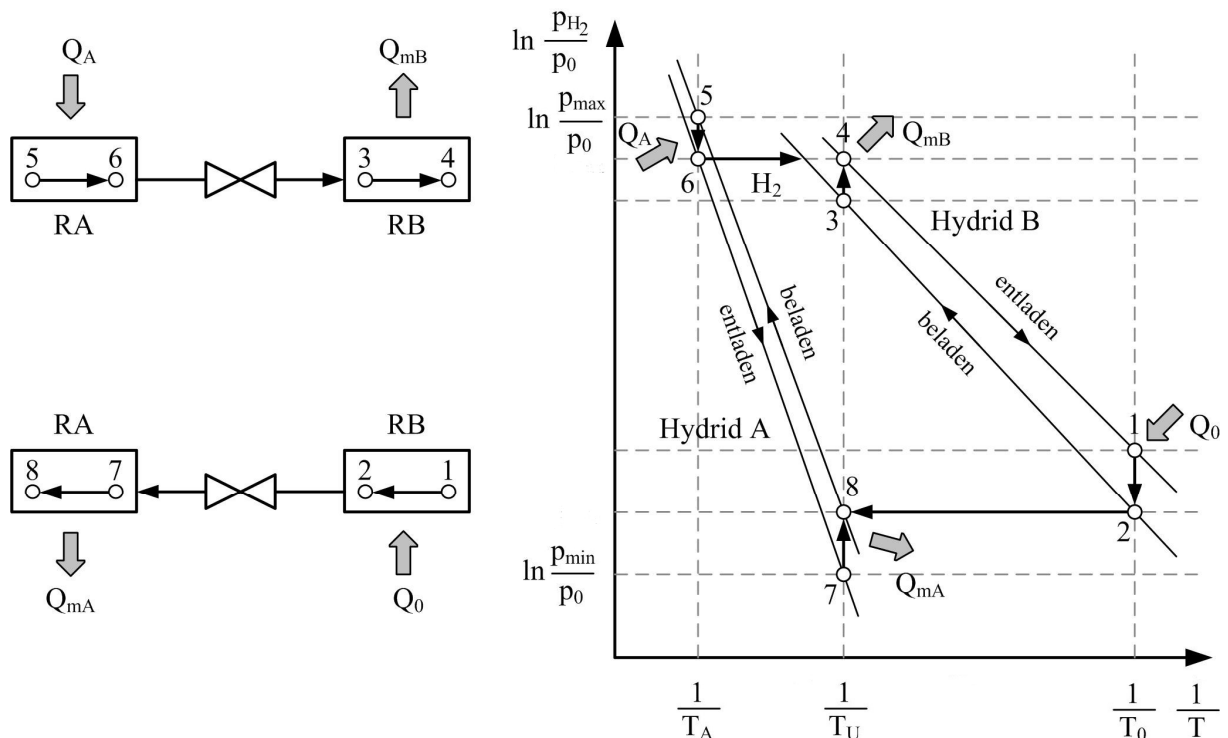 Q_A
Q_mB
5 6
3 4
RA
RB
RA
RB
8 7
2 1
Q_mA
Q_0
ln p_H2 / p_0
ln p_max / p_0
ln p_min / p_0
5
Q_A
6
H_2
4
Q_mB
3
Hydrid B
entladen
beladen
beladen
entladen
Hydrid A
1
Q_0
2
8
7
Q_mA
1 / T_A
1 / T_U
1 / T_0
1 / T